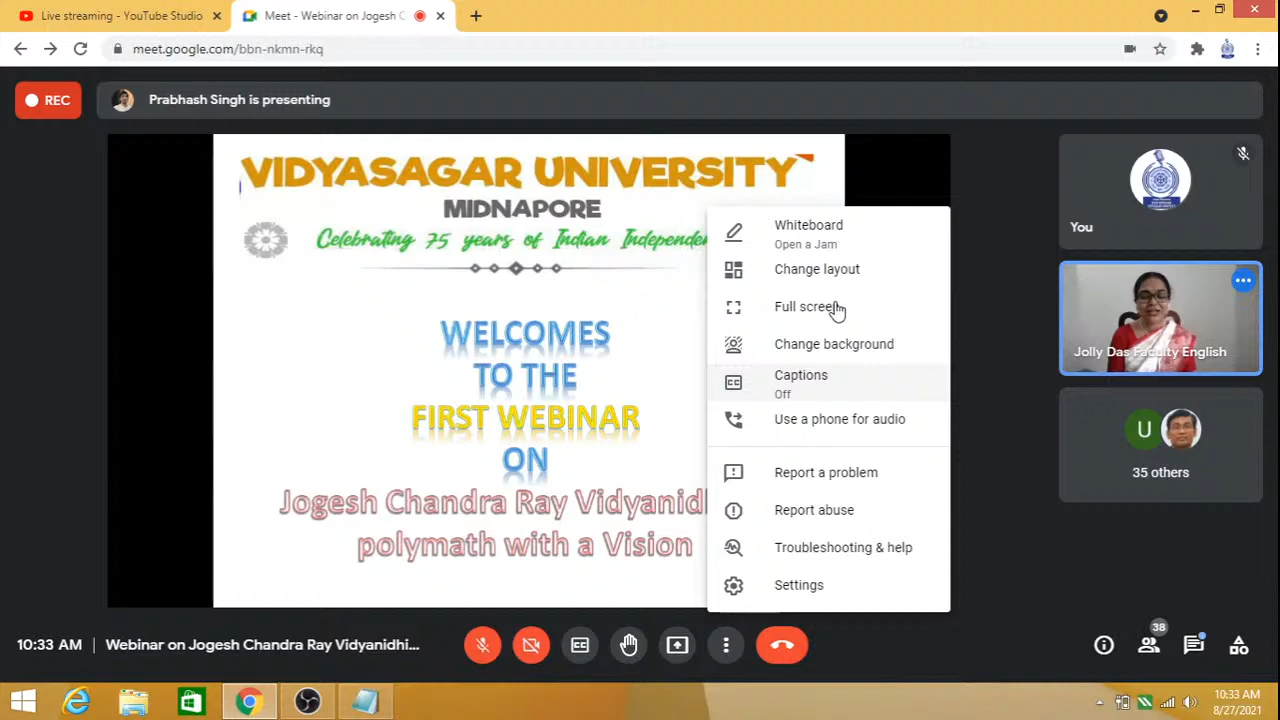 Live streaming - YouTube Studio
Meet - Webinar on Jogesh C
meet.google.com/bbn-nkmn-rkq
REC
Prabhash Singh is presenting
VIDYASAGAR UNIVERSITY
MIDNAPORE
Celebrating 75 years of Indian Independen
WELCOMES
TO THE
FIRST WEBINAR
ON
Jogesh Chandra Ray Vidyanidh
polymath with a Vision
Whiteboard
Open a Jam
Change layout
Full screen
Change background
Captions
Off
Use a phone for audio
Report a problem
Report abuse
Troubleshooting & help
Settings
You
Jolly Das Faculty English
U
35 others
10:33 AM | Webinar on Jogesh Chandra Ray Vidyanidhi...
38
10:33 AM
8/27/2021